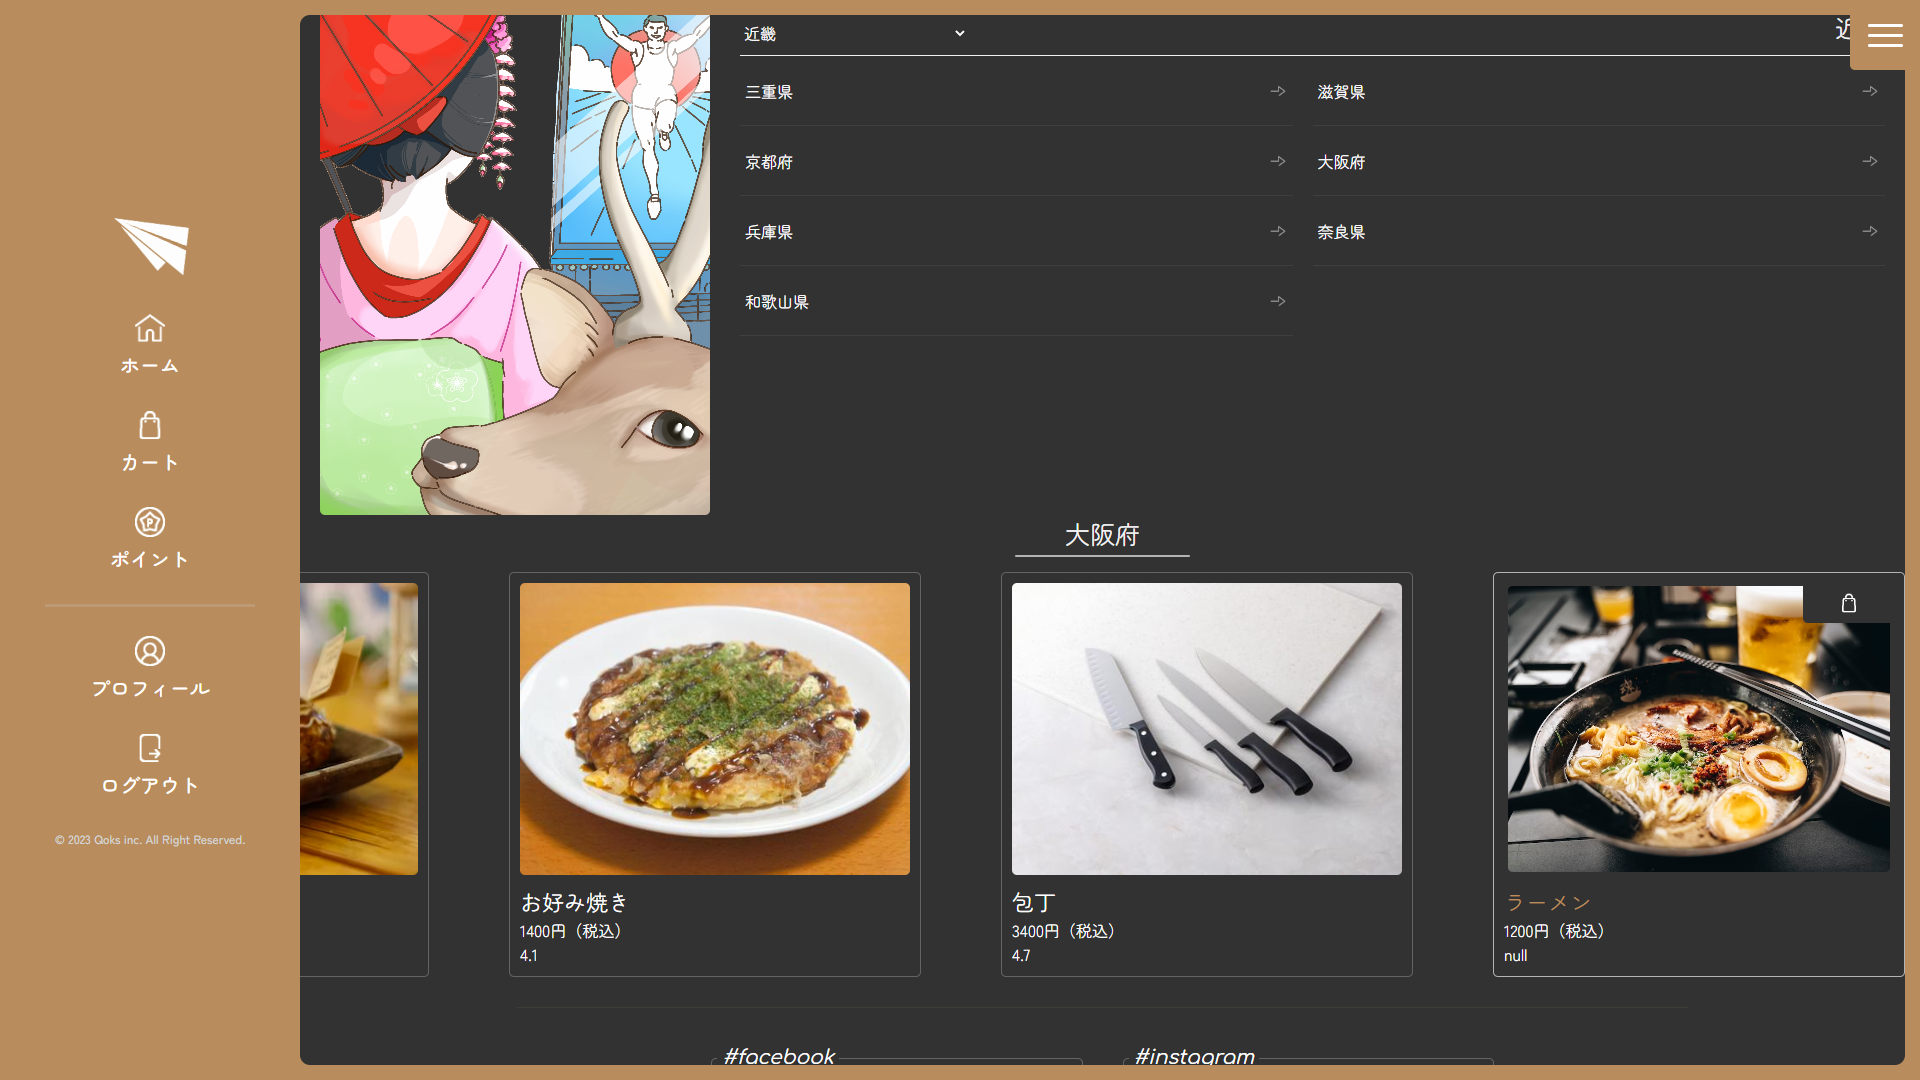 ホーム
カート
ポイント
プロフィール
ログアウト
© 2023 Qoks inc. All Right Reserved.
近畿
近
三重県
滋賀県
京都府
大阪府
兵庫県
奈良県
和歌山県
大阪府
お好み焼き
1400円（税込）
4.1
包丁
3400円（税込）
4.7
ラーメン
1200円（税込）
null
#facebook
#instagram